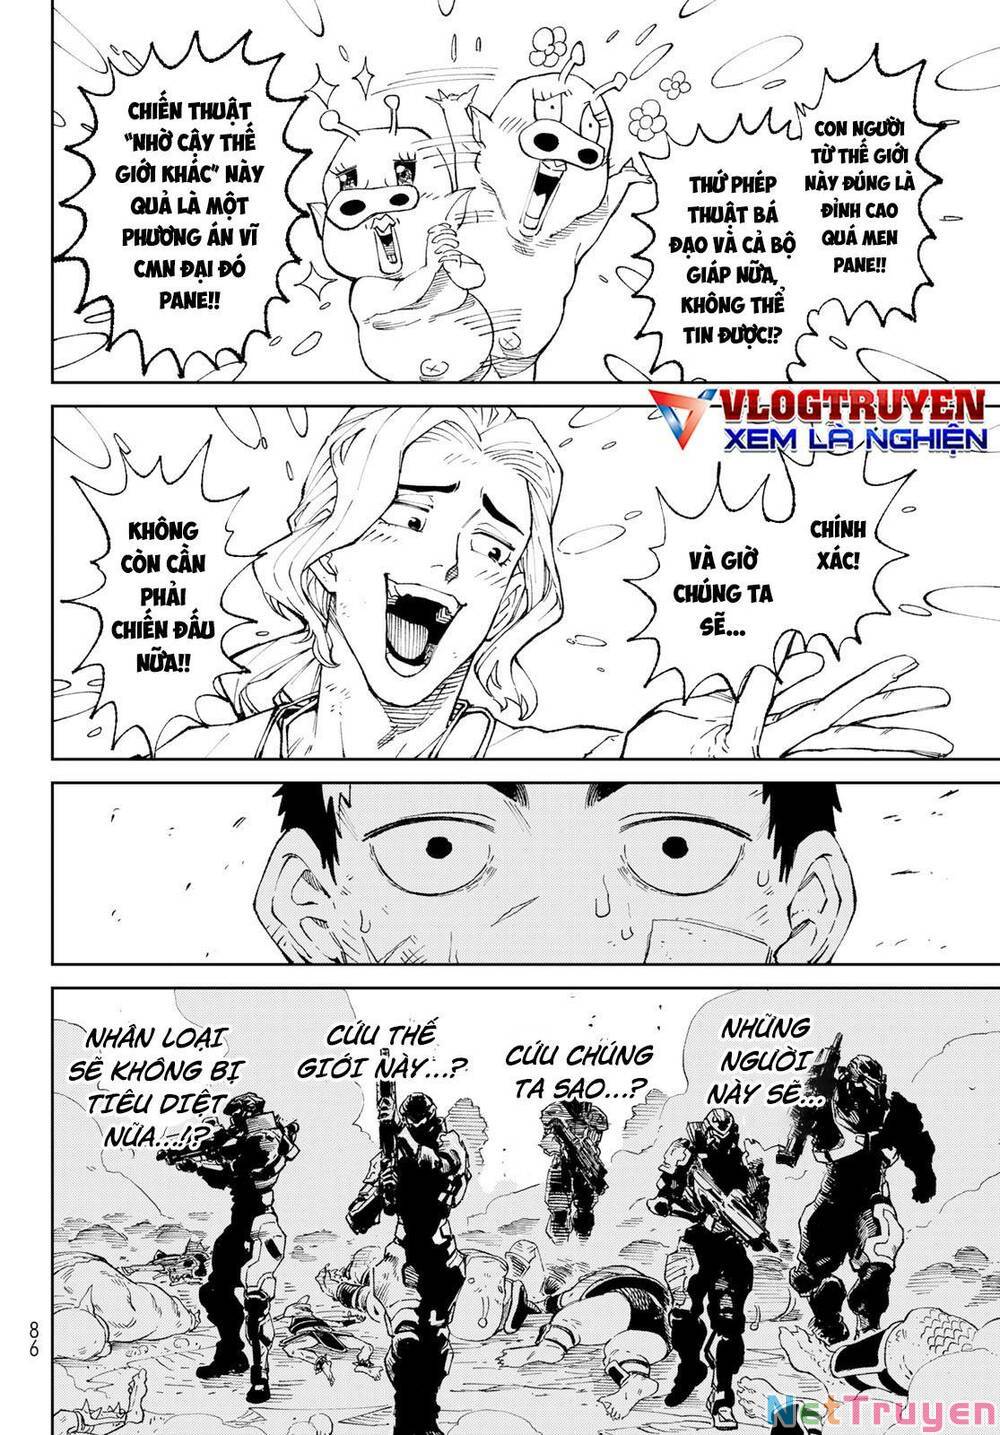 CON NGƯỜI
TỪ THẾ GIỚI
NÀY ĐÚNG LÀ
ĐỈNH CAO
QUÁ MEN
PANE!!
THỨ PHÉP
THUẬT BÁ
ĐẠO VÀ CẢ BỘ
GIÁP NỮA,
KHÔNG THỂ
TIN ĐƯỢC!?
CHIẾN THUẬT
"NHỜ CẬY THẾ
GIỚI KHÁC" NÀY
QUẢ LÀ MỘT
PHƯƠNG ÁN VĨ
CMN ĐẠI ĐÓ
PANE!!
VLOGTRUYEN
XEM LÀ NGHIỆN
CHÍNH
XÁC!
VÀ GIỜ
CHÚNG TA
SẼ...
KHÔNG
CÒN CẦN
PHẢI
CHIẾN ĐẤU
NỮA!!
NHỮNG
NGƯỜI
NÀY SẼ...
CỨU CHÚNG
TA SAO...?
CỨU THẾ
GIỚI NÀY...?
NHÂN LOẠI
SẼ KHÔNG BỊ
TIÊU DIỆT
NỮA...!?
86
NetTruyen